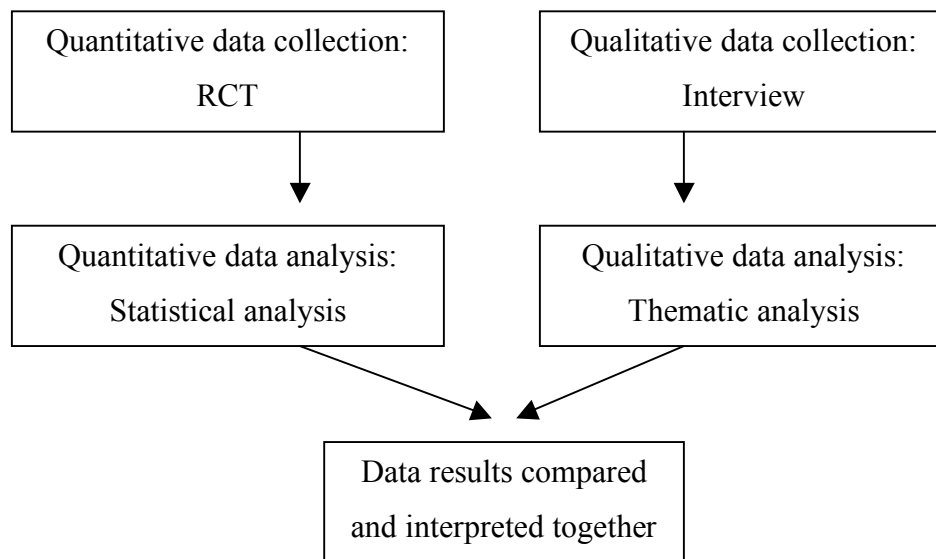 Quantitative data collection:
RCT
Qualitative data collection:
Interview
Quantitative data analysis:
Statistical analysis
Qualitative data analysis:
Thematic analysis
Data results compared
and interpreted together